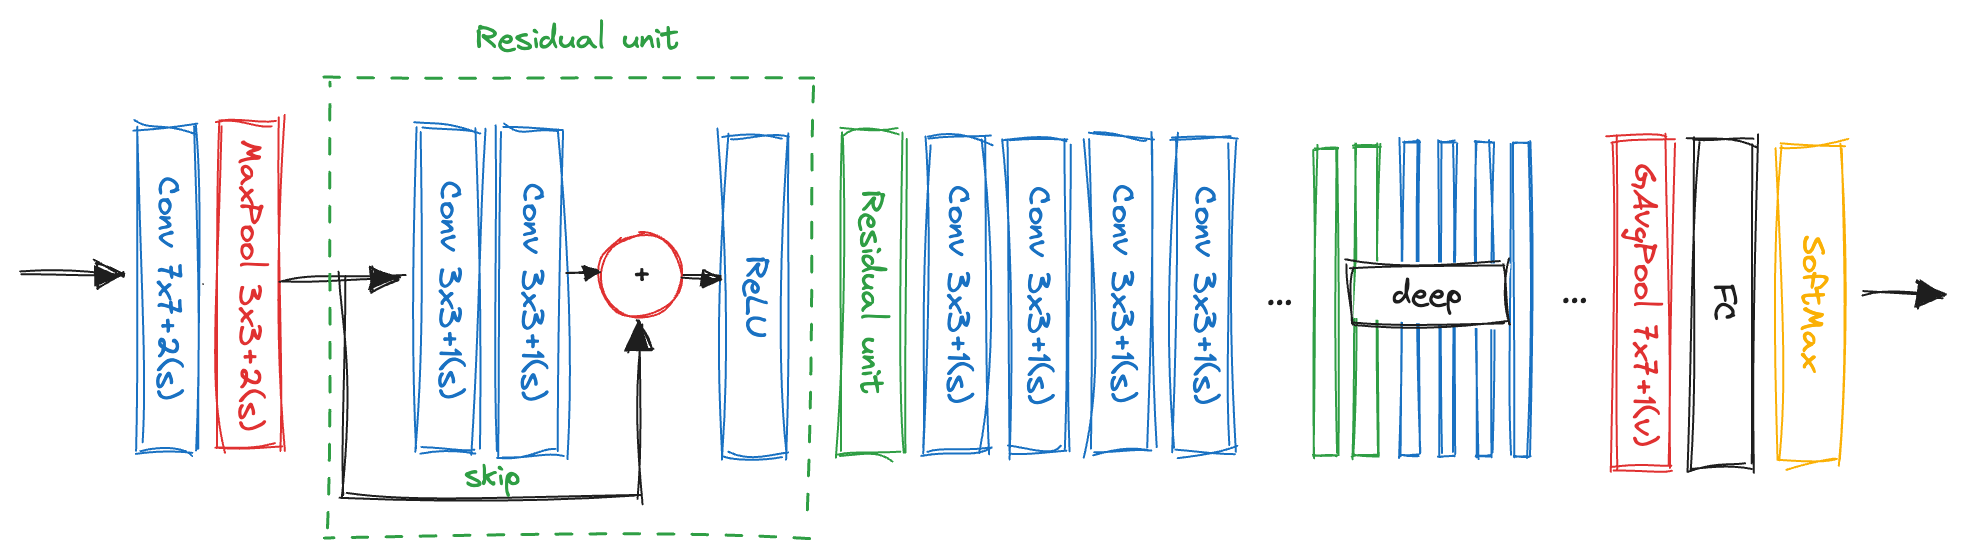 Residual unit
Conv 7x7+2(s)
MaxPool 3x3+2(s)
Conv 3x3+1(s)
Conv 3x3+1(s)
+
ReLU
skip
Residual unit
Conv 3x3+1(s)
Conv 3x3+1(s)
Conv 3x3+1(s)
Conv 3x3+1(s)
...
deep
...
GAvgPool 7x7+1(v)
FC
SoftMax